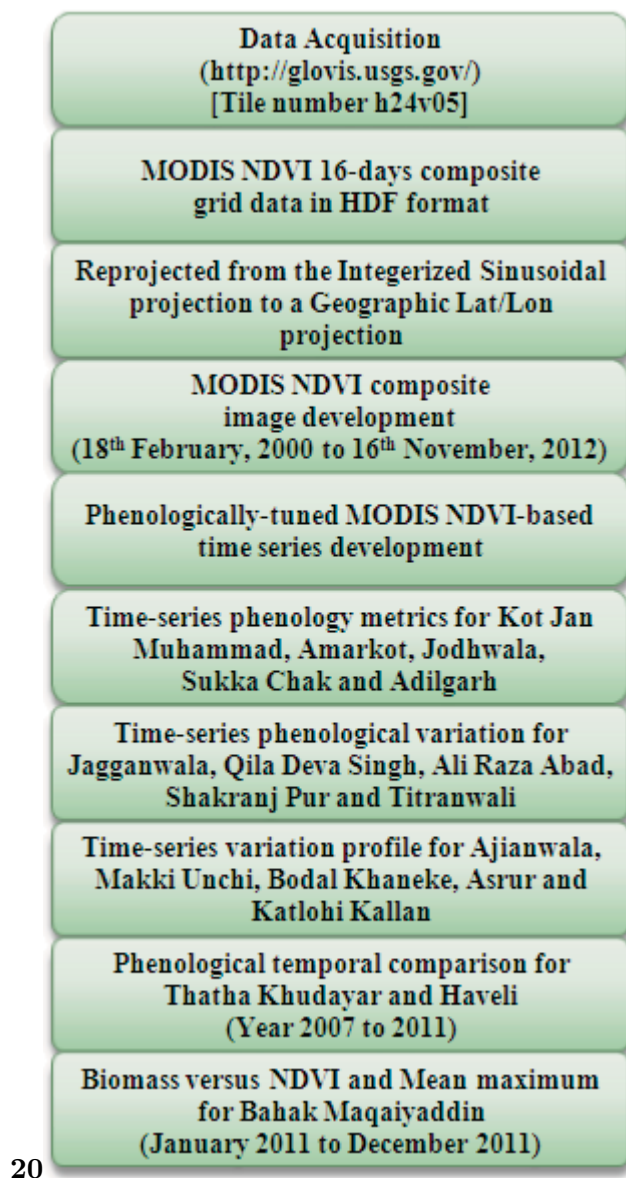 Data Acquisition
(http://glovis.usgs.gov/)
[Tile number h24v05]
MODIS NDVI 16-days composite
grid data in HDF format
Reprojected from the Integerized Sinusoidal
projection to a Geographic Lat/Lon
projection
MODIS NDVI composite
image development
(18th February, 2000 to 16th November, 2012)
Phenologically-tuned MODIS NDVI-based
time series development
Time-series phenology metrics for Kot Jan
Muhammad, Amarkot, Jodhwala,
Sukka Chak and Adilgarh
Time-series phenological variation for
Jagganwala, Qila Deva Singh, Ali Raza Abad,
Shakranj Pur and Titranwali
Time-series variation profile for Ajianwala,
Makki Unchi, Bodal Khaneke, Asrur and
Katlohi Kallan
Phenological temporal comparison for
Thatha Khudayar and Haveli
(Year 2007 to 2011)
Biomass versus NDVI and Mean maximum
for Bahak Maqaiyaddin
(January 2011 to December 2011)
20